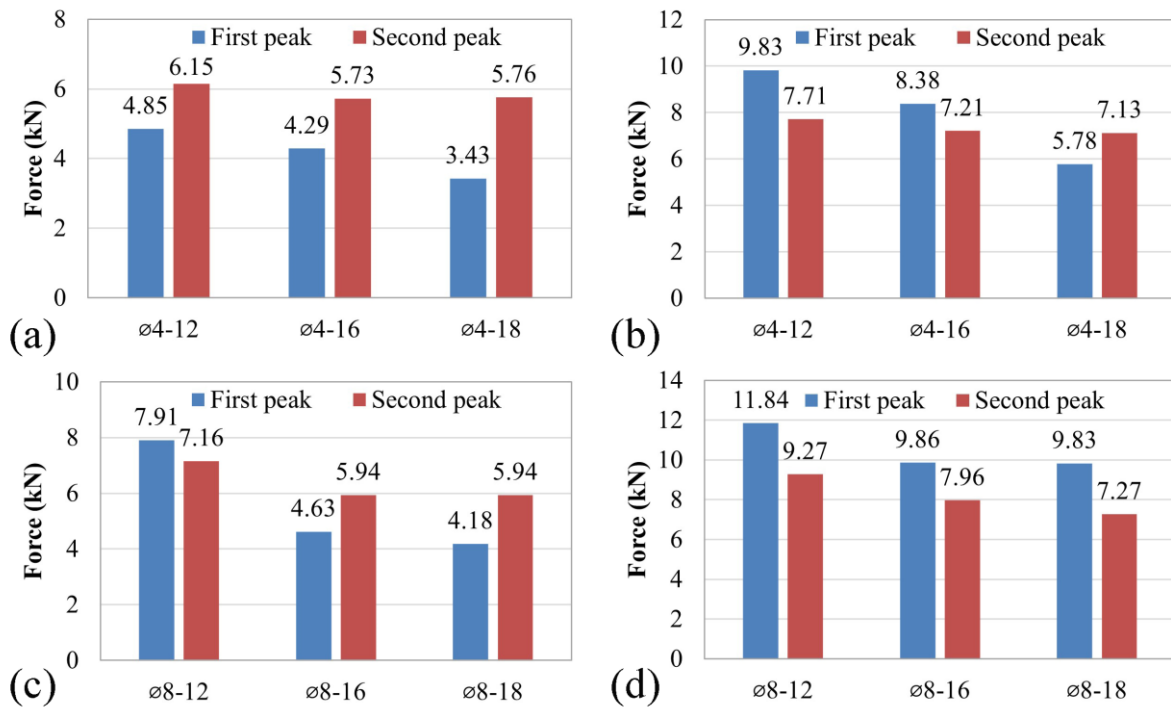 8
First peak
Second peak
6.15
5.73
5.76
6
4.85
4.29
3.43
4
2
0
Force (kN)
ø4-12
ø4-16
ø4-18
(a)
12
First peak
Second peak
9.83
10
8.38
7.71
7.21
7.13
8
5.78
6
4
2
0
Force (kN)
ø4-12
ø4-16
ø4-18
(b)
10
First peak
Second peak
7.91
7.16
8
5.94
5.94
6
4.63
4.18
4
2
0
Force (kN)
ø8-12
ø8-16
ø8-18
(c)
14
11.84
First peak
Second peak
12
9.27
9.86
9.83
10
7.96
7.27
8
6
4
2
0
Force (kN)
ø8-12
ø8-16
ø8-18
(d)